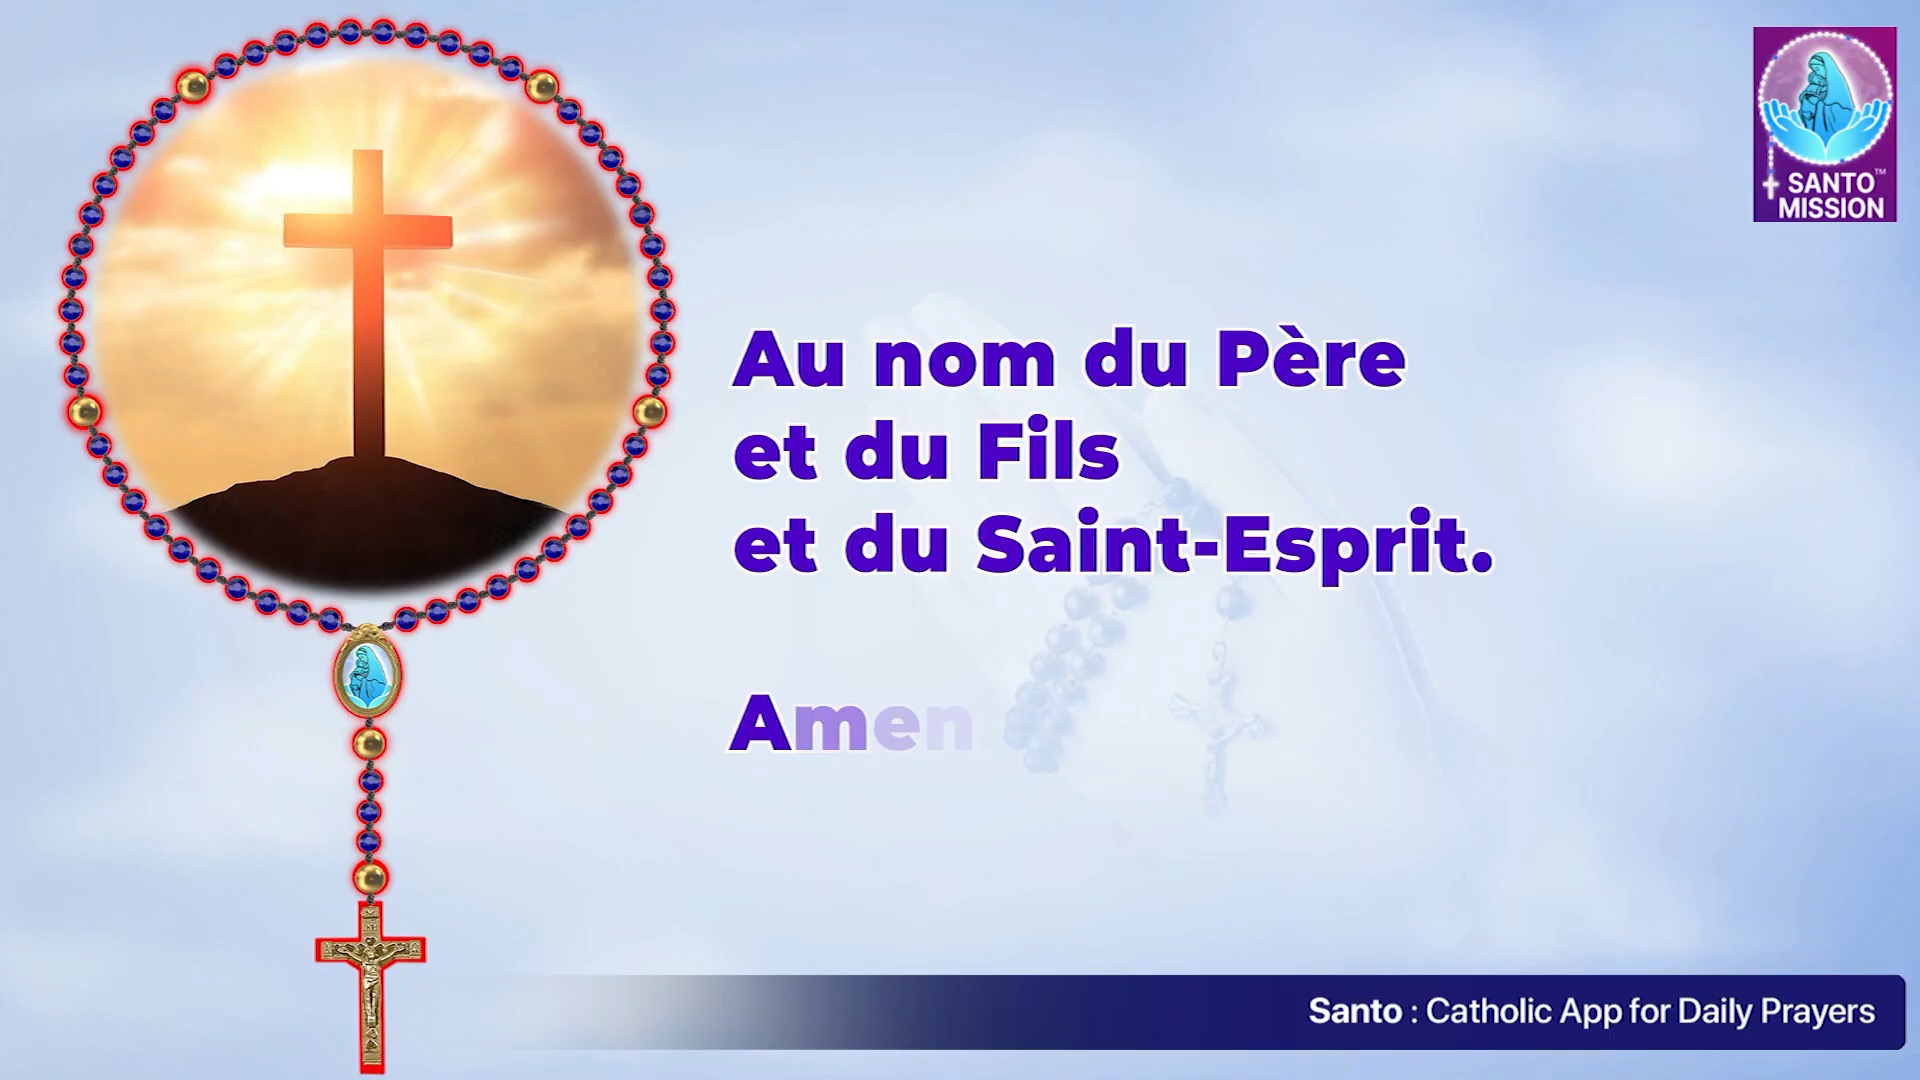 SANTO™
MISSION
Au nom du Père
et du Fils
et du Saint-Esprit.
Amen
Santo : Catholic App for Daily Prayers